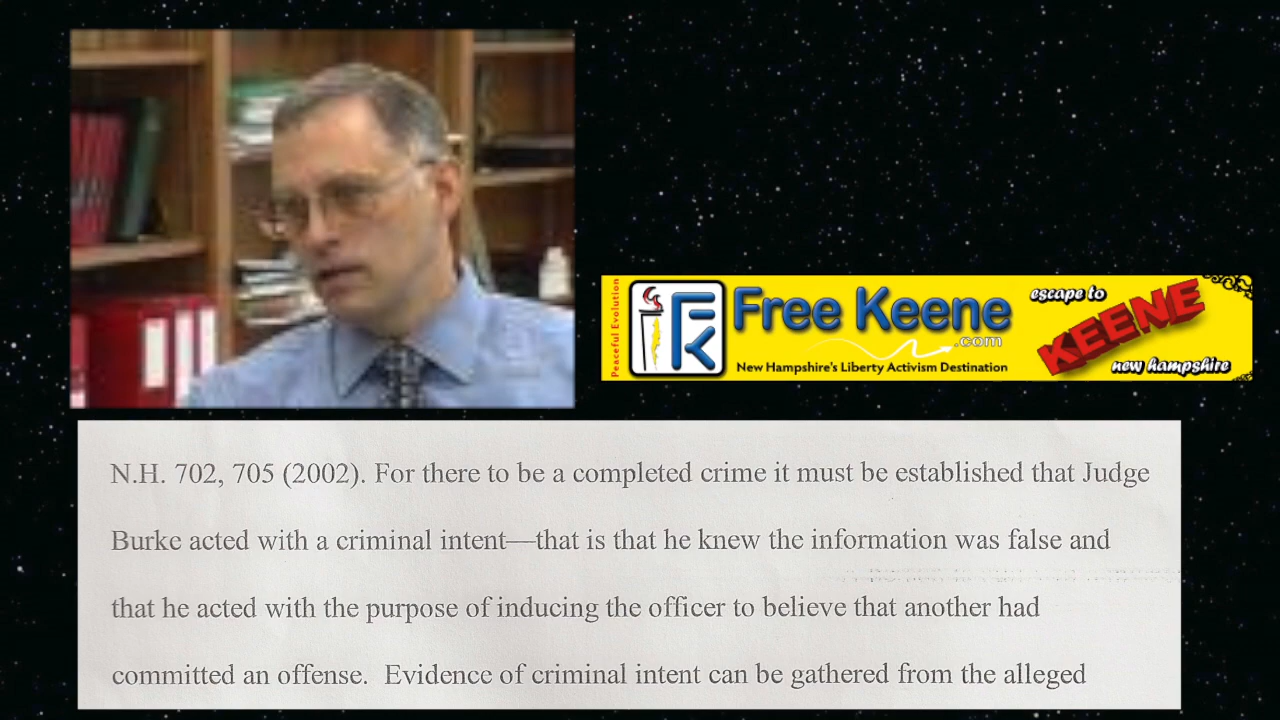 Peaceful Evolution
FK
Free Keene
.com
New Hampshire's Liberty Activism Destination
escape to
KEENE
new hampshire
N.H. 702, 705 (2002). For there to be a completed crime it must be established that Judge
Burke acted with a criminal intent—that is that he knew the information was false and
that he acted with the purpose of inducing the officer to believe that another had
committed an offense. Evidence of criminal intent can be gathered from the alleged